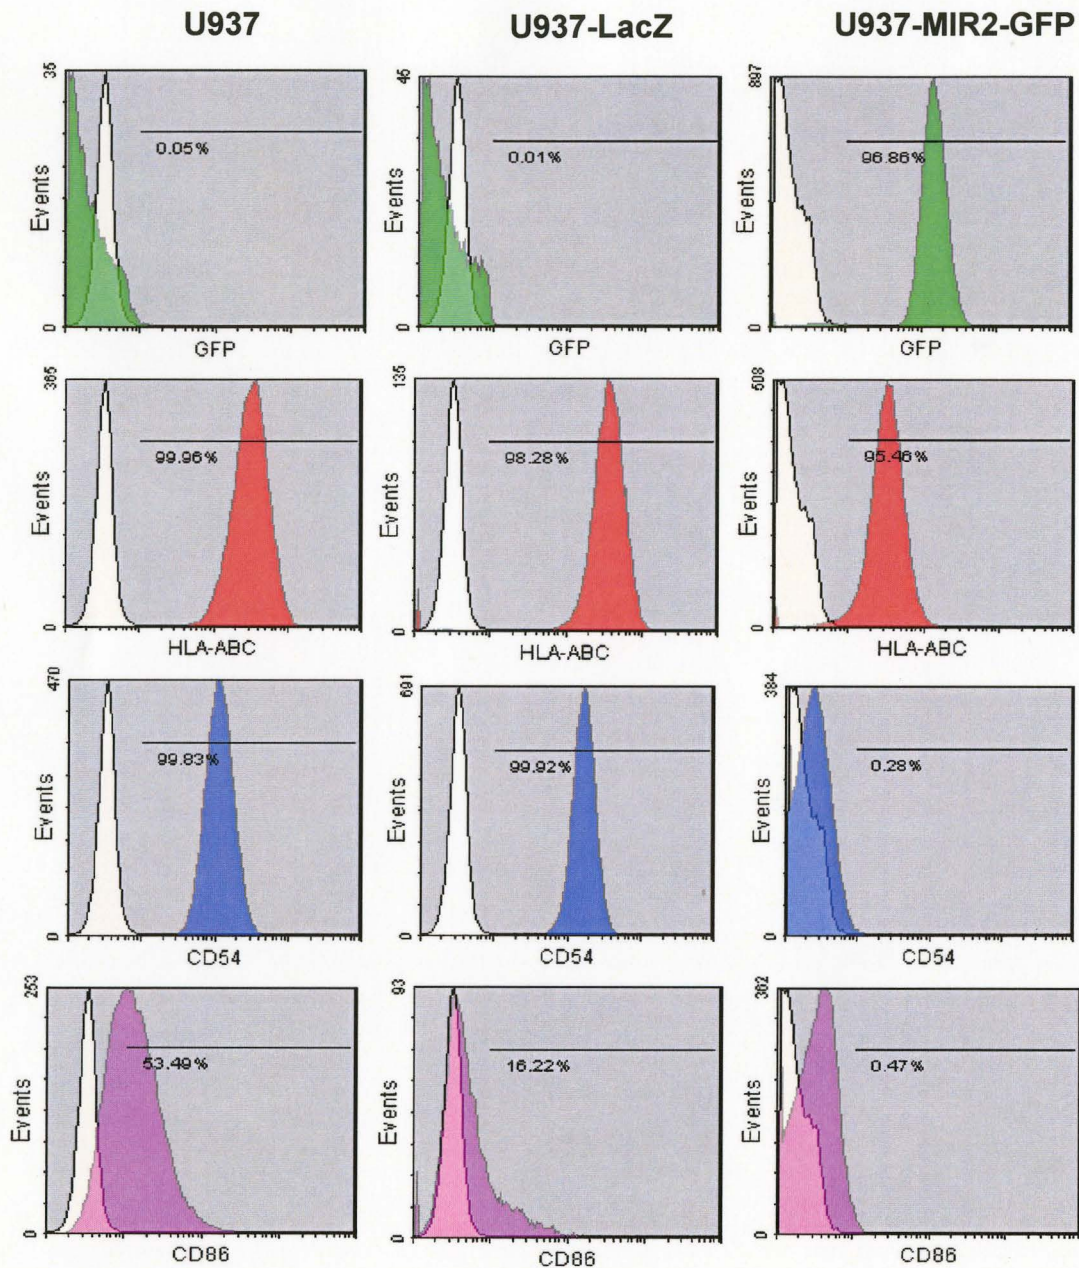 U937 U937-LacZ U937-MIR2-GFP
35 46 897
Events Events Events
0.05% 0.01% 96.86%
0 0 0
GFP GFP GFP
365 135 508
Events Events Events
99.96% 98.28% 95.46%
0 0 0
HLA-ABC HLA-ABC HLA-ABC
470 691 384
Events Events Events
99.83% 99.92% 0.28%
0 0 0
CD54 CD54 CD54
253 93 362
Events Events Events
53.49% 16.22% 0.47%
0 0 0
CD86 CD86 CD86